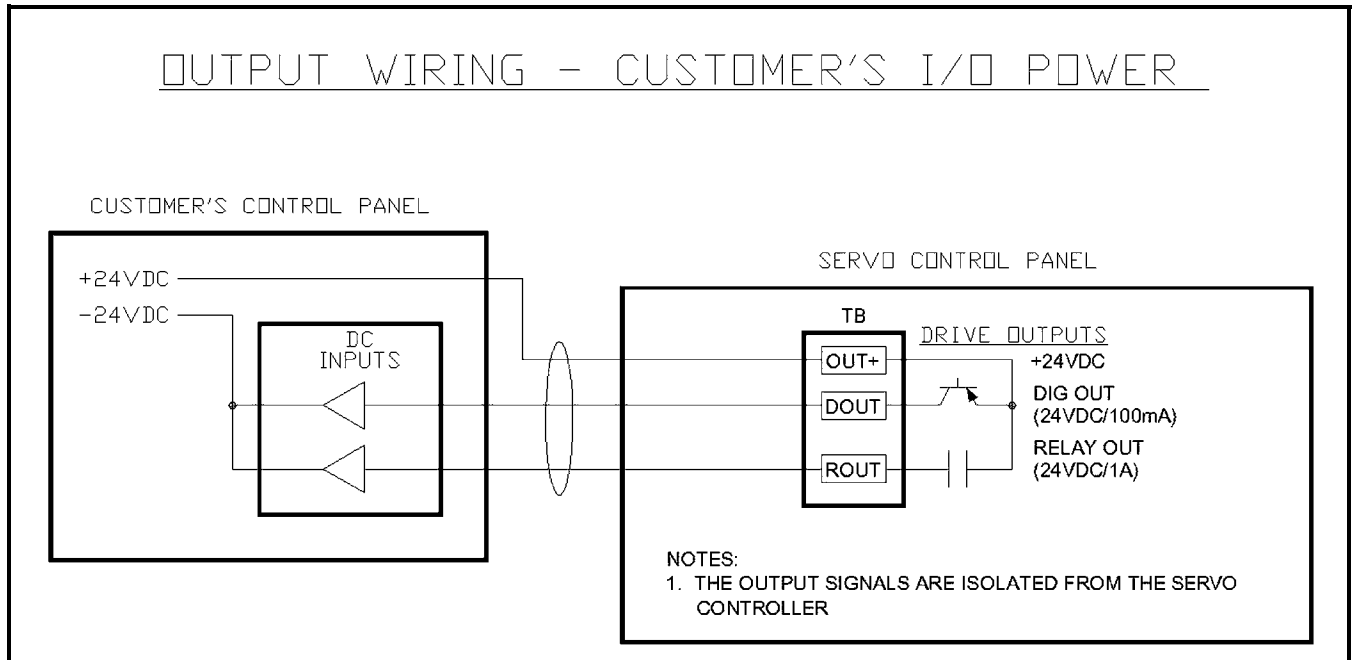 OUTPUT WIRING - CUSTOMER'S I/O POWER
CUSTOMER'S CONTROL PANEL
+24VDC
-24VDC
DC
INPUTS
SERVO CONTROL PANEL
TB
DRIVE OUTPUTS
OUT+
+24VDC
DOUT
DIG OUT
(24VDC/100mA)
ROUT
RELAY OUT
(24VDC/1A)
NOTES:
1. THE OUTPUT SIGNALS ARE ISOLATED FROM THE SERVO
CONTROLLER